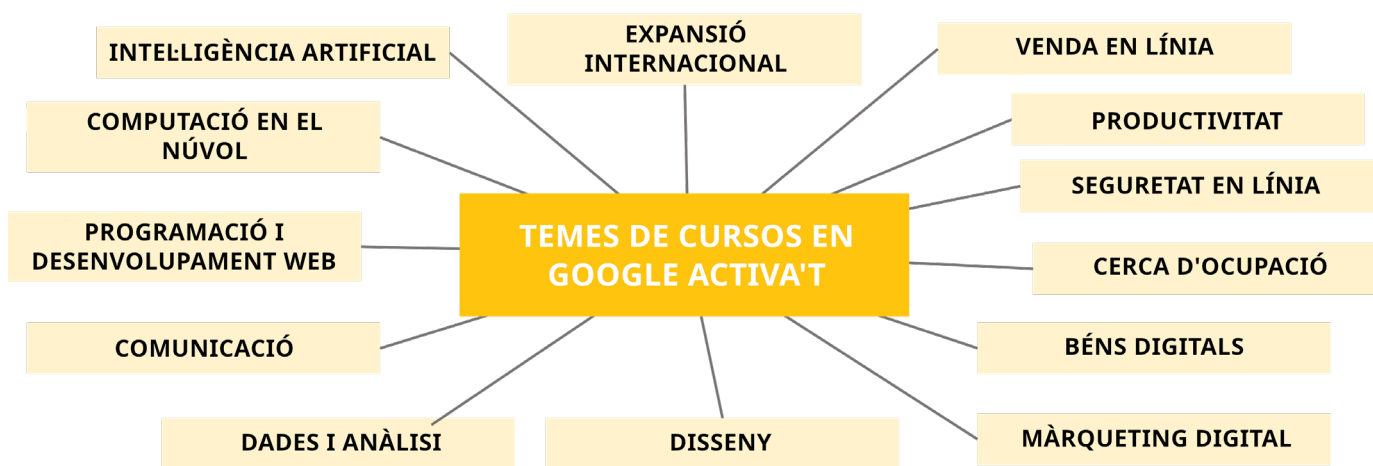 INTEL·LIGÈNCIA ARTIFICIAL
EXPANSIÓ
INTERNACIONAL
VENDA EN LÍNIA
COMPUTACIÓ EN EL
NÚVOL
PRODUCTIVITAT
SEGURETAT EN LÍNIA
PROGRAMACIÓ I
DESENVOLUPAMENT WEB
TEMES DE CURSOS EN
GOOGLE ACTIVA'T
CERCA D'OCUPACIÓ
COMUNICACIÓ
BÉNS DIGITALS
DADES I ANÀLISI
DISSENY
MÀRQUETING DIGITAL